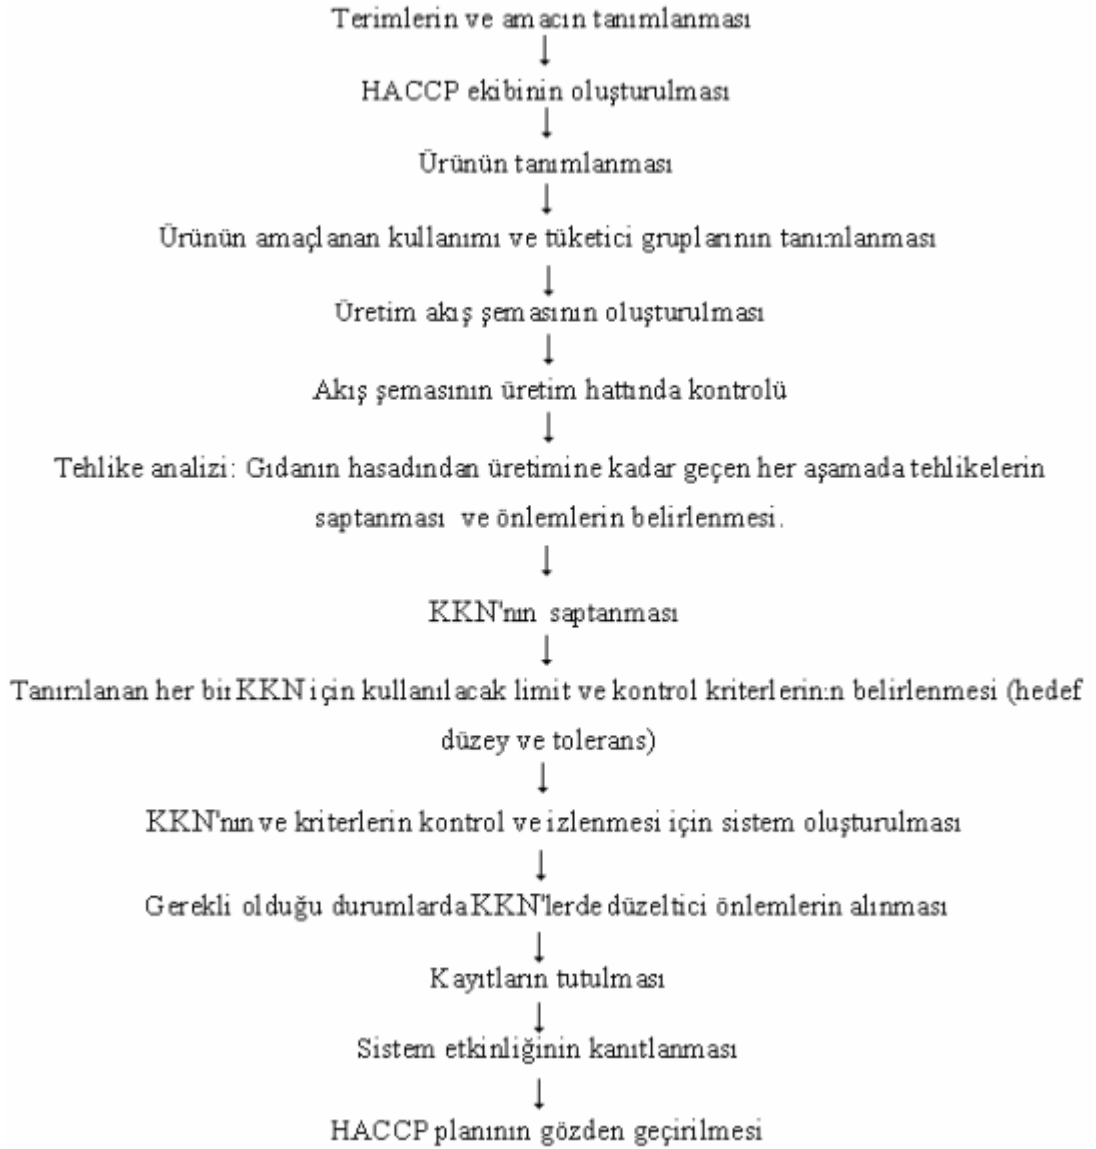 Terimlerin ve amacın tanımlanması
↓
HACCP ekibinin oluşturulması
↓
Ürünün tanımlanması
↓
Ürünün amaçlanan kullanımı ve tüketici gruplarının tanımlanması
↓
Üretim akış şemasının oluşturulması
↓
Akış şemasının üretim hattında kontrolü
↓
Tehlike analizi: Gıdanın hasadından üretimine kadar geçen her aşamada tehlikelerin
saptanması ve önlemlerin belirlenmesi.
↓
KKN'nın saptanması
↓
Tanımlanan her bir KKN için kullanılacak limit ve kontrol kriterlerinin belirlenmesi (hedef
düzey ve tolerans)
↓
KKN'nın ve kriterlerin kontrol ve izlenmesi için sistem oluşturulması
↓
Gerekli olduğu durumlarda KKN'lerde düzeltici önlemlerin alınması
↓
Kayıtların tutulması
↓
Sistem etkinliğinin kanıtlanması
↓
HACCP planının gözden geçirilmesi